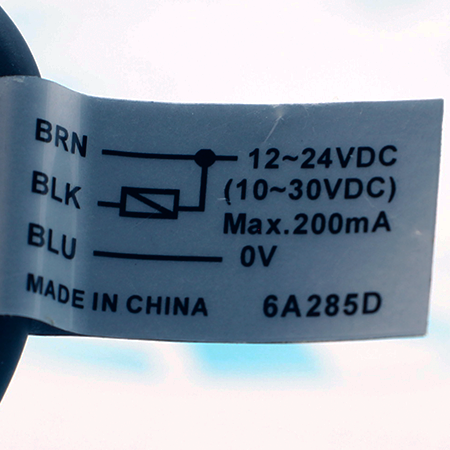 BRN 12~24VDC
BLK (10~30VDC)
Max.200mA
BLU 0V
MADE IN CHINA 6A285D